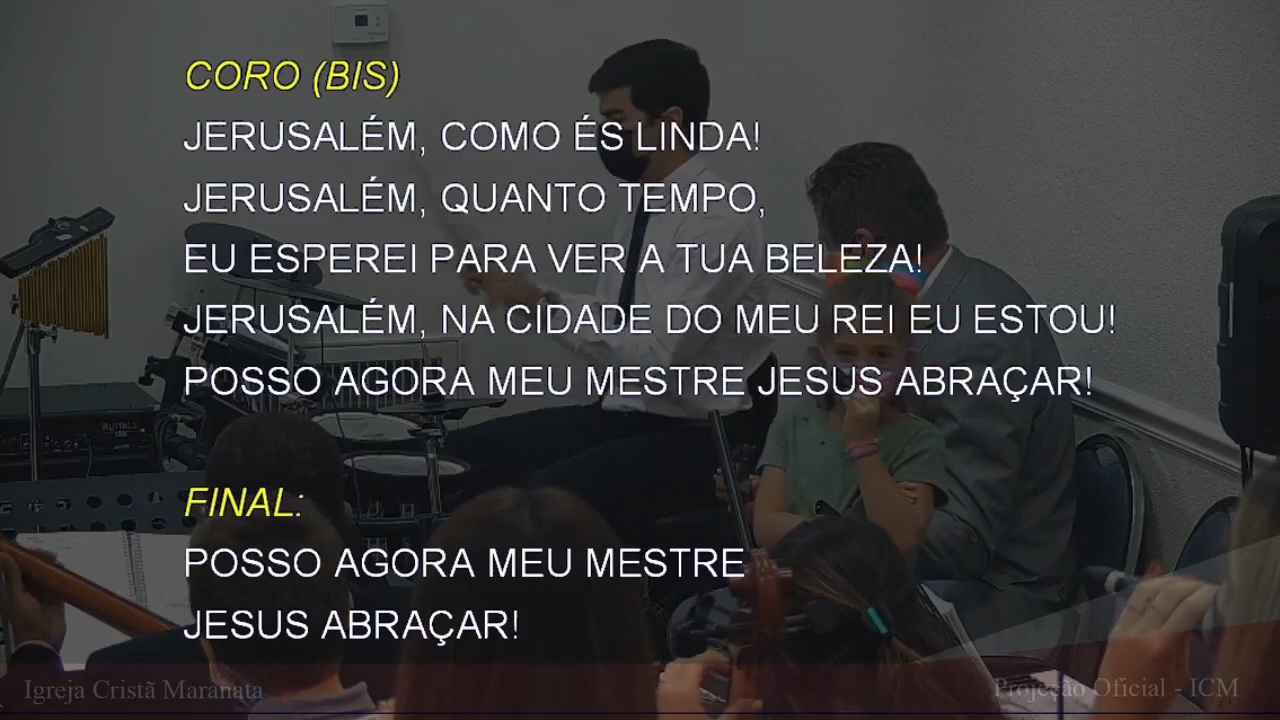 CORO (BIS)
JERUSALÉM, COMO ÉS LINDA!
JERUSALÉM, QUANTO TEMPO,
EU ESPEREI PARA VER A TUA BELEZA!
JERUSALÉM, NA CIDADE DO MEU REI EU ESTOU!
POSSO AGORA MEU MESTRE JESUS ABRAÇAR!
FINAL:
POSSO AGORA MEU MESTRE
JESUS ABRAÇAR!
Igreja Cristã Maranata
Projeção Oficial - ICM